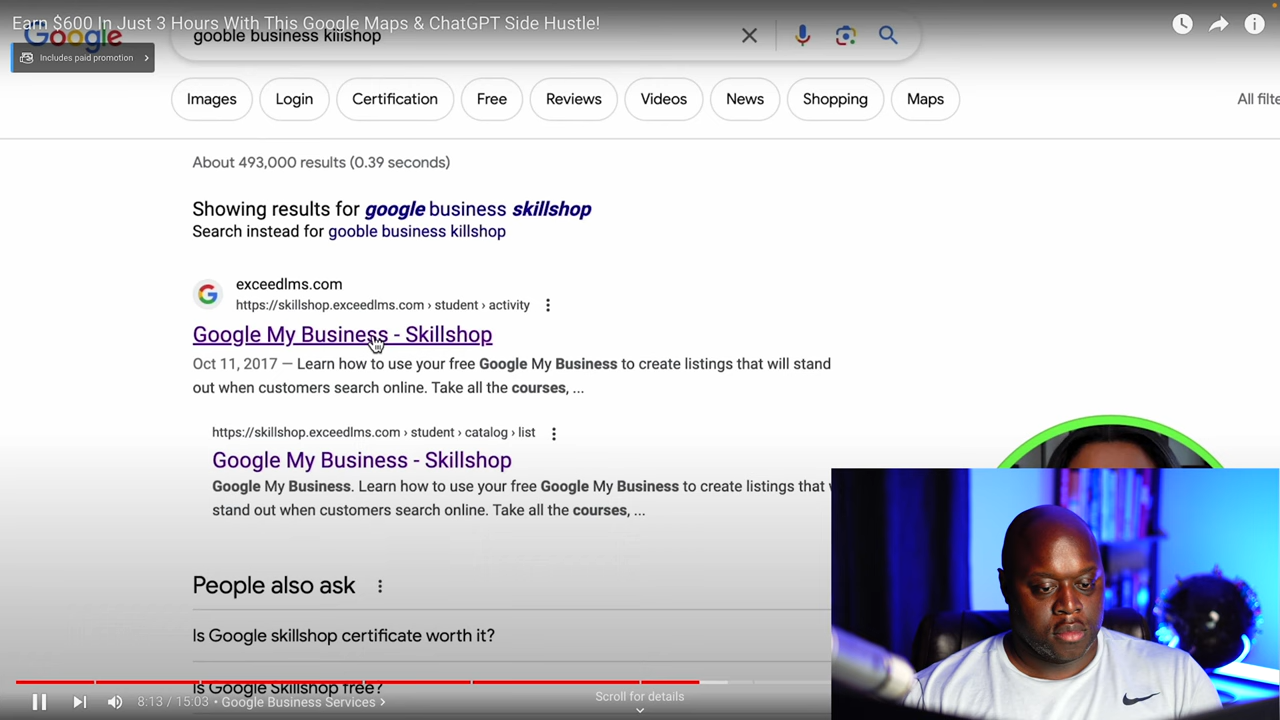 Earn $600 In Just 3 Hours With This Google Maps & ChatGPT Side Hustle!
Google
gooble business killshop
Includes paid promotion
Images Login Certification Free Reviews Videos News Shopping Maps All filte
About 493,000 results (0.39 seconds)
Showing results for google business skillshop
Search instead for gooble business killshop
exceedlms.com
https://skillshop.exceedlms.com › student › activity
Google My Business - Skillshop
Oct 11, 2017 — Learn how to use your free Google My Business to create listings that will stand
out when customers search online. Take all the courses, ...
https://skillshop.exceedlms.com › student › catalog › list
Google My Business - Skillshop
Google My Business. Learn how to use your free Google My Business to create listings that
stand out when customers search online. Take all the courses, ...
People also ask
Is Google skillshop certificate worth it?
Is Google Skillshop free?
8:13 / 15:03 • Google Business Services ›
Scroll for details